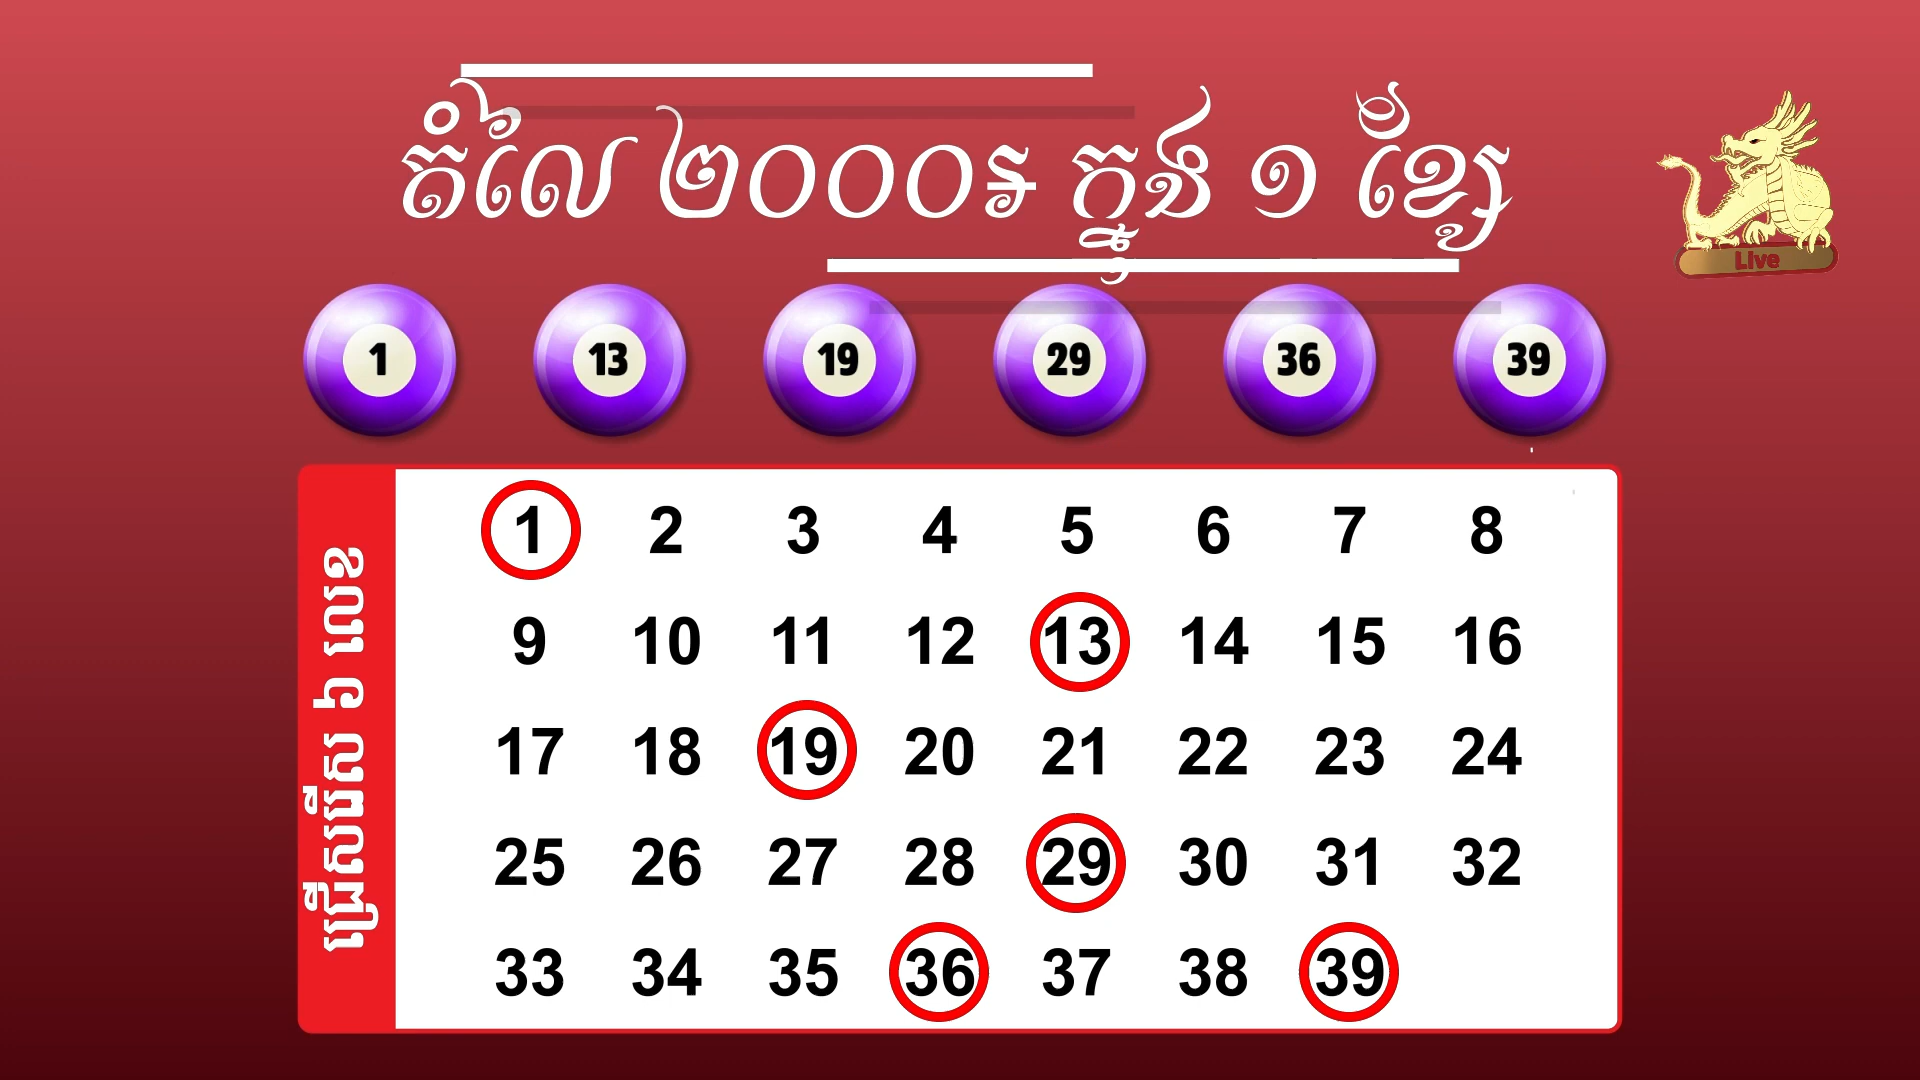 តំលៃ ២០០០៛ ក្នុង ១ ខ្សែ
Live
1 13 19 29 36 39
ជ្រើសរើស ៦ លេខ
1 2 3 4 5 6 7 8
9 10 11 12 13 14 15 16
17 18 19 20 21 22 23 24
25 26 27 28 29 30 31 32
33 34 35 36 37 38 39